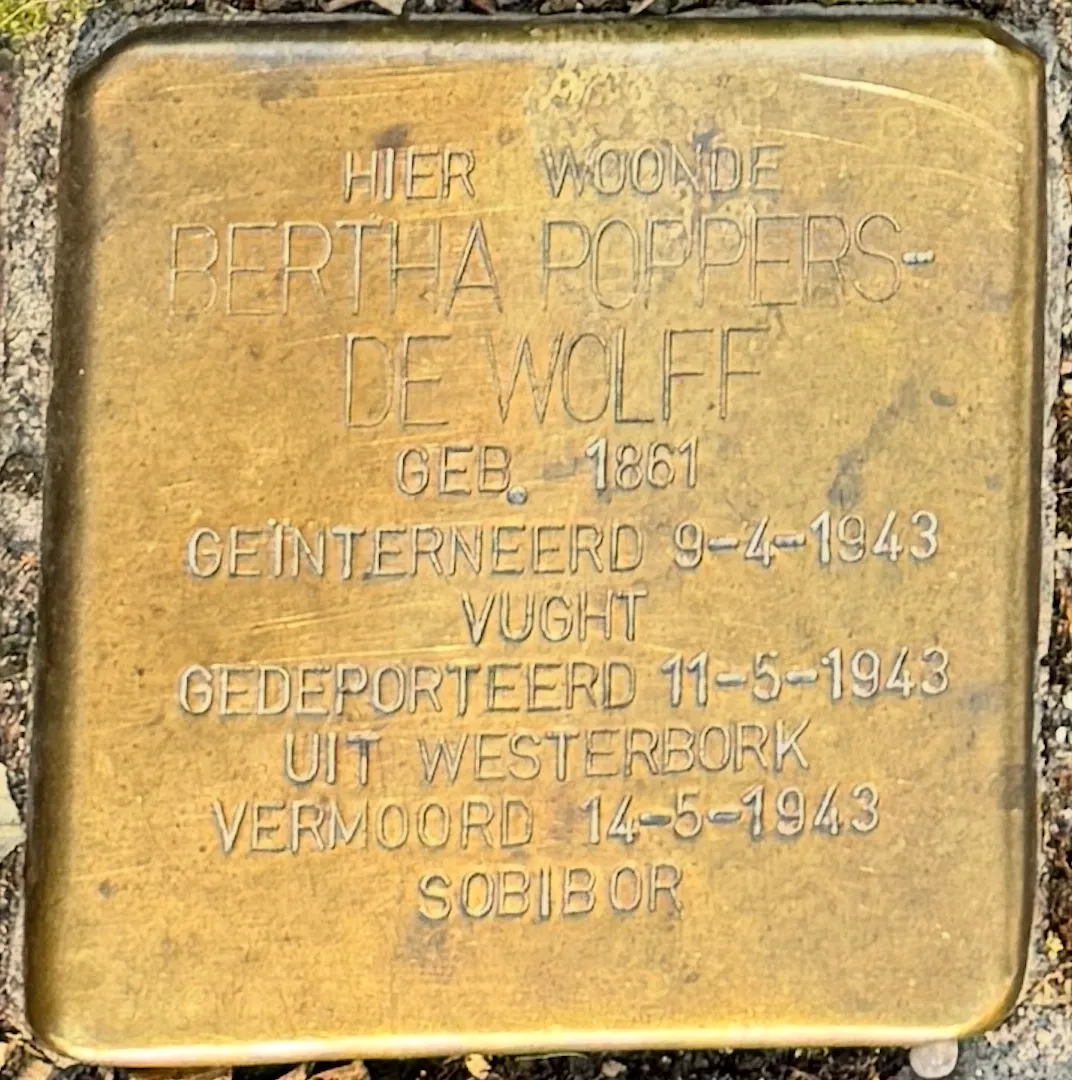 HIER WOONDE
BERTHA POPPERS-
DE WOLFF
GEB. 1861
GEÏNTERNEERD 9-4-1943
VUGHT
GEDEPORTEERD 11-5-1943
UIT WESTERBORK
VERMOORD 14-5-1943
SOBIBOR